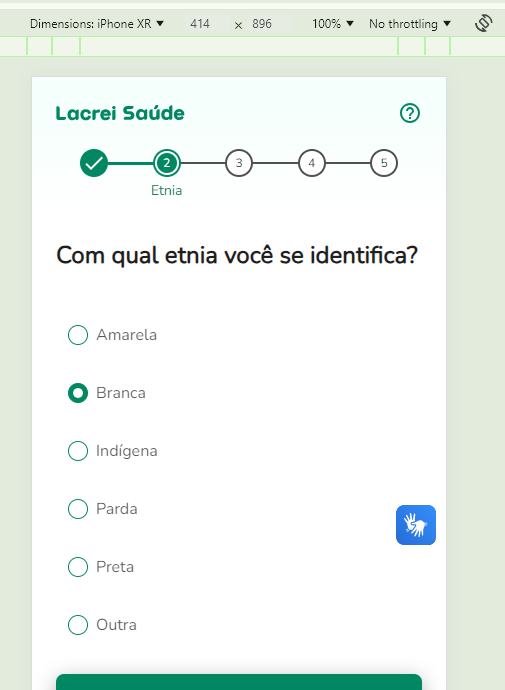 Dimensions: iPhone XR ▼ 414 × 896 100% ▼ No throttling ▼
Lacrei Saúde ?
2 3 4 5
Etnia
Com qual etnia você se identifica?
Amarela
Branca
Indígena
Parda
Preta
Outra